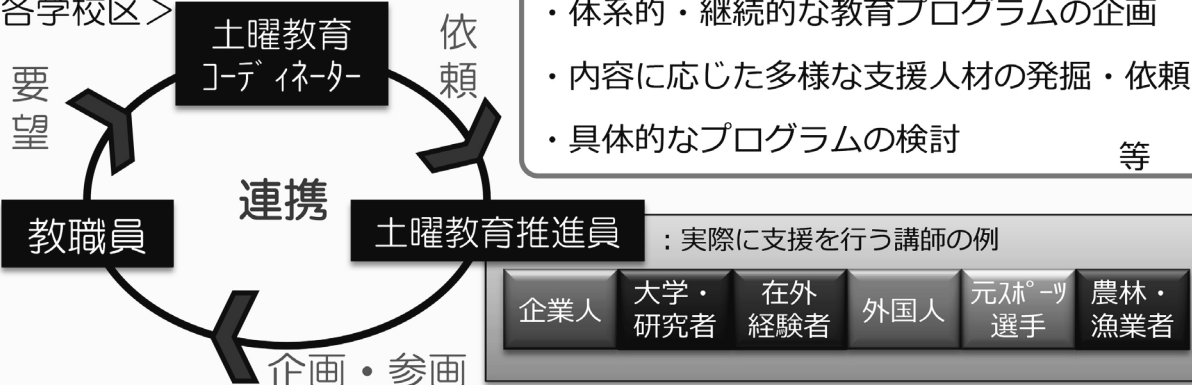 各学校区＞
土曜教育
ｺｰﾃﾞｨﾈｰﾀｰ
依頼
要望
・体系的・継続的な教育プログラムの企画
・内容に応じた多様な支援人材の発掘・依頼
・具体的なプログラムの検討
等
連携
教職員
土曜教育推進員
：実際に支援を行う講師の例
企業人
大学・
研究者
在外
経験者
外国人
元ｽﾎﾟｰﾂ
選手
農林・
漁業者
企画・参画